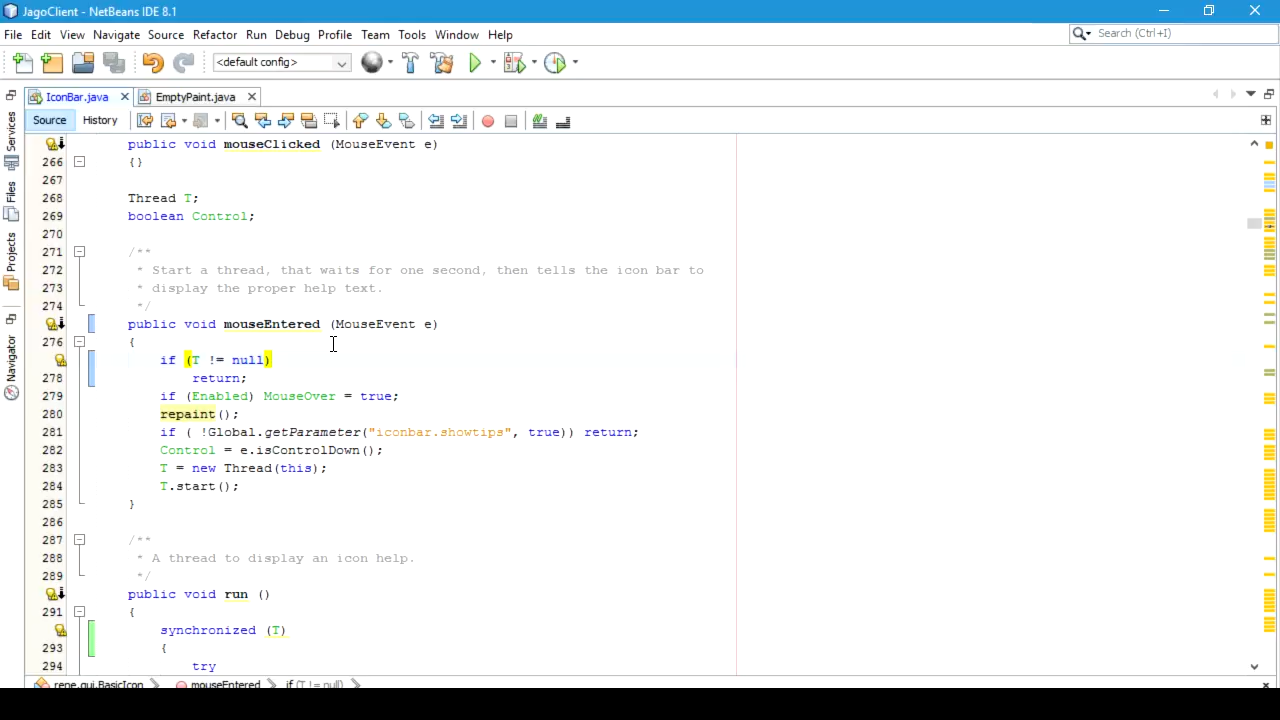 JagoClient - NetBeans IDE 8.1
File Edit View Navigate Source Refactor Run Debug Profile Team Tools Window Help
Search (Ctrl+I)
<default config>
IconBar.java
EmptyPaint.java
Source History
Services
Files
Projects
Navigator
public void mouseClicked (MouseEvent e)
266 {}
267
268 Thread T;
269 boolean Control;
270
271 /**
272 * Start a thread, that waits for one second, then tells the icon bar to
273 * display the proper help text.
274 */
public void mouseEntered (MouseEvent e)
276 {
if (T != null)
278 return;
279 if (Enabled) MouseOver = true;
280 repaint();
281 if ( !Global.getParameter("iconbar.showtips", true)) return;
282 Control = e.isControlDown();
283 T = new Thread(this);
284 T.start();
285 }
286
287 /**
288 * A thread to display an icon help.
289 */
public void run ()
291 {
synchronized (T)
293 {
294 try
rene.gui.BasicIcon mouseEntered if (T != null)